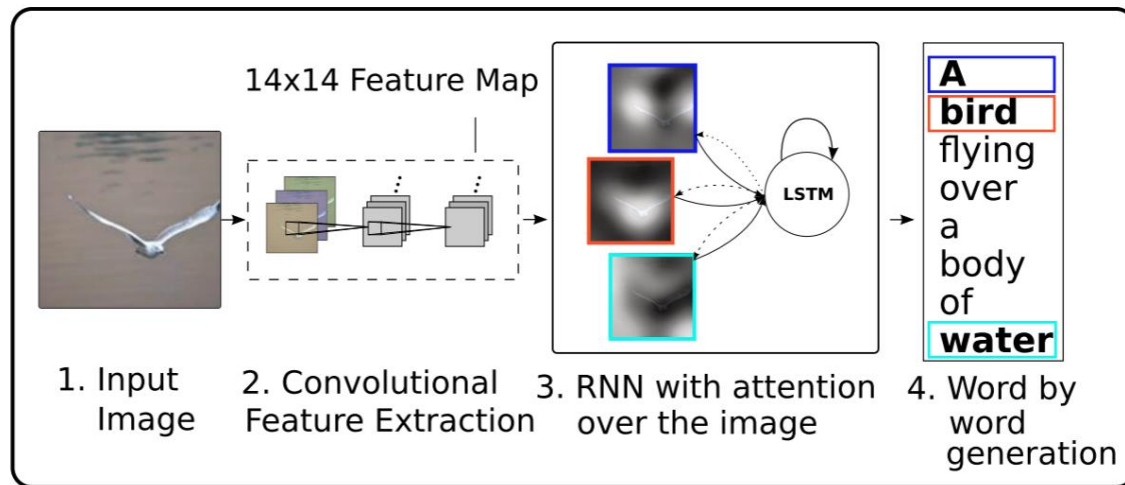 14x14 Feature Map
LSTM
A
bird
flying
over
a
body
of
water
1. Input
Image
2. Convolutional
Feature Extraction
3. RNN with attention
over the image
4. Word by
word
generation